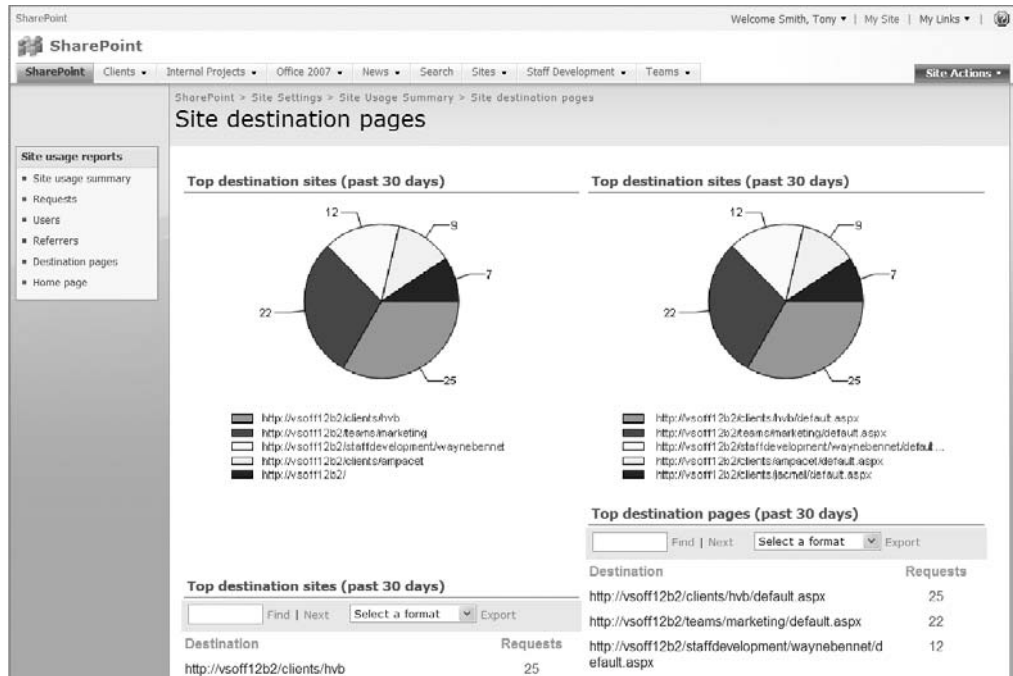 SharePoint
Welcome Smith, Tony | My Site | My Links |
SharePoint
SharePoint Clients Internal Projects Office 2007 News Search Sites Staff Development Teams Site Actions
SharePoint > Site Settings > Site Usage Summary > Site destination pages
Site destination pages
Site usage reports
Site usage summary
Requests
Users
Referrers
Destination pages
Home page
Top destination sites (past 30 days)
12
9
7
22
25
http://vsoff12b2/clients/hvb
http://vsoff12b2/teams/marketing
http://vsoff12b2/staffdevelopment/waynebennet
http://vsoff12b2/clients/ampacet
http://vsoff12b2/
Top destination sites (past 30 days)
Find | Next Select a format Export
Destination Requests
http://vsoff12b2/clients/hvb 25
Top destination sites (past 30 days)
12
9
7
22
25
http://vsoff12b2/clients/hvb/default.aspx
http://vsoff12b2/teams/marketing/default.aspx
http://vsoff12b2/staffdevelopment/waynebennet/default...
http://vsoff12b2/clients/ampacet/default.aspx
http://vsoff12b2/clients/jacmel/default.aspx
Top destination pages (past 30 days)
Find | Next Select a format Export
Destination Requests
http://vsoff12b2/clients/hvb/default.aspx 25
http://vsoff12b2/teams/marketing/default.aspx 22
http://vsoff12b2/staffdevelopment/waynebennet/d 12
efault.aspx